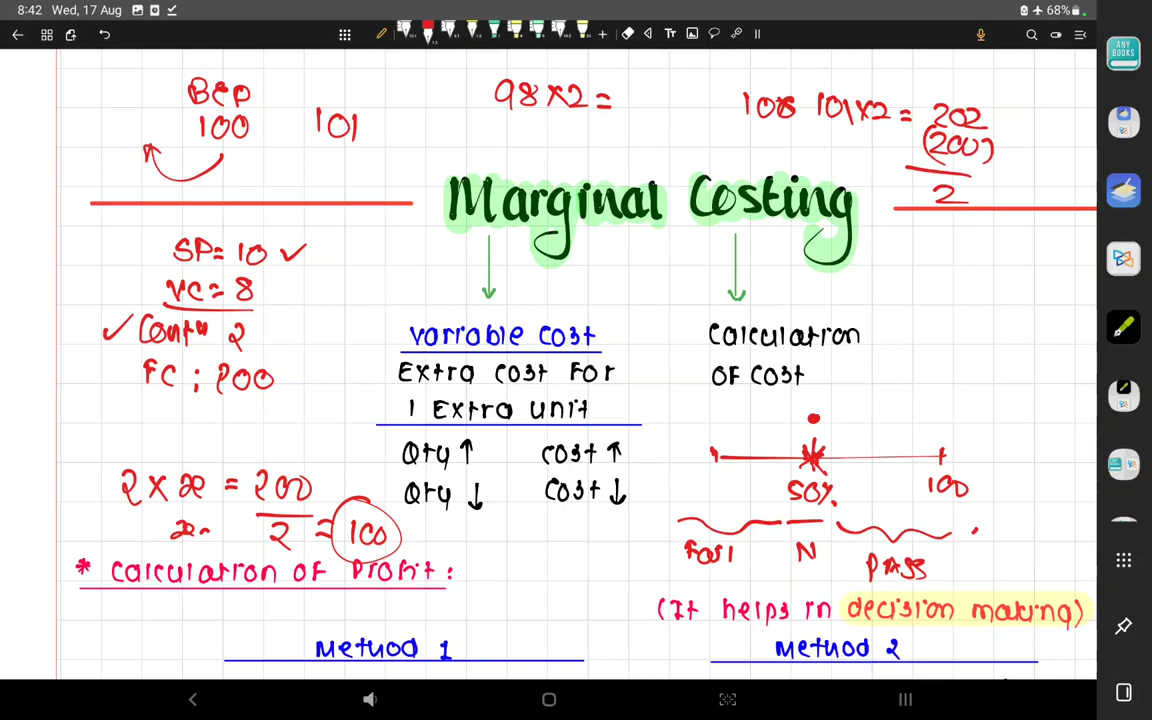 8:42 Wed, 17 Aug
68%
TT
ANY BOOKS
BEP
100 101
98×2=
101×2 = 202
(200)
2
Marginal Costing
SP= 10 ✓
VC= 8
✓ Contn 2
FC : 200
variable cost
Extra cost for
1 Extra unit
Qty ↑ cost ↑
Qty ↓ cost ↓
calculation
of cost
50%
100
Fail N PASS
2 × x = 200
x= 200/2 = 100
* calculation of Profit:
(It helps in decision making)
Method 1
Method 2